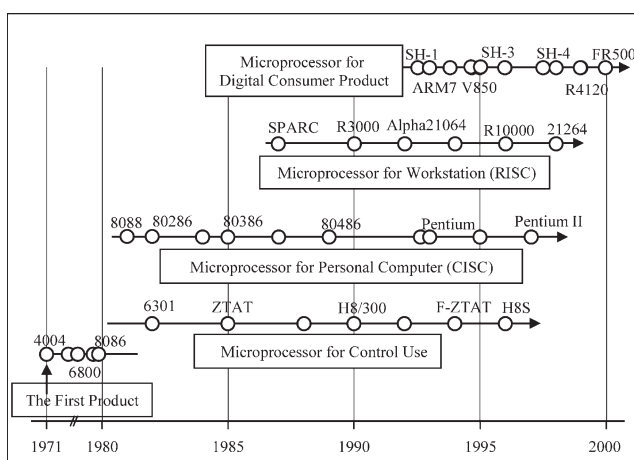 Microprocessor for
Digital Consumer Product
SH-1 SH-3 SH-4 FR500
ARM7 V850 R4120
SPARC R3000 Alpha21064 R10000 21264
Microprocessor for Workstation (RISC)
8088 80286 80386 80486 Pentium Pentium II
Microprocessor for Personal Computer (CISC)
6301 ZTAT H8/300 F-ZTAT H8S
Microprocessor for Control Use
4004 8086
6800
The First Product
1971 1980 1985 1990 1995 2000